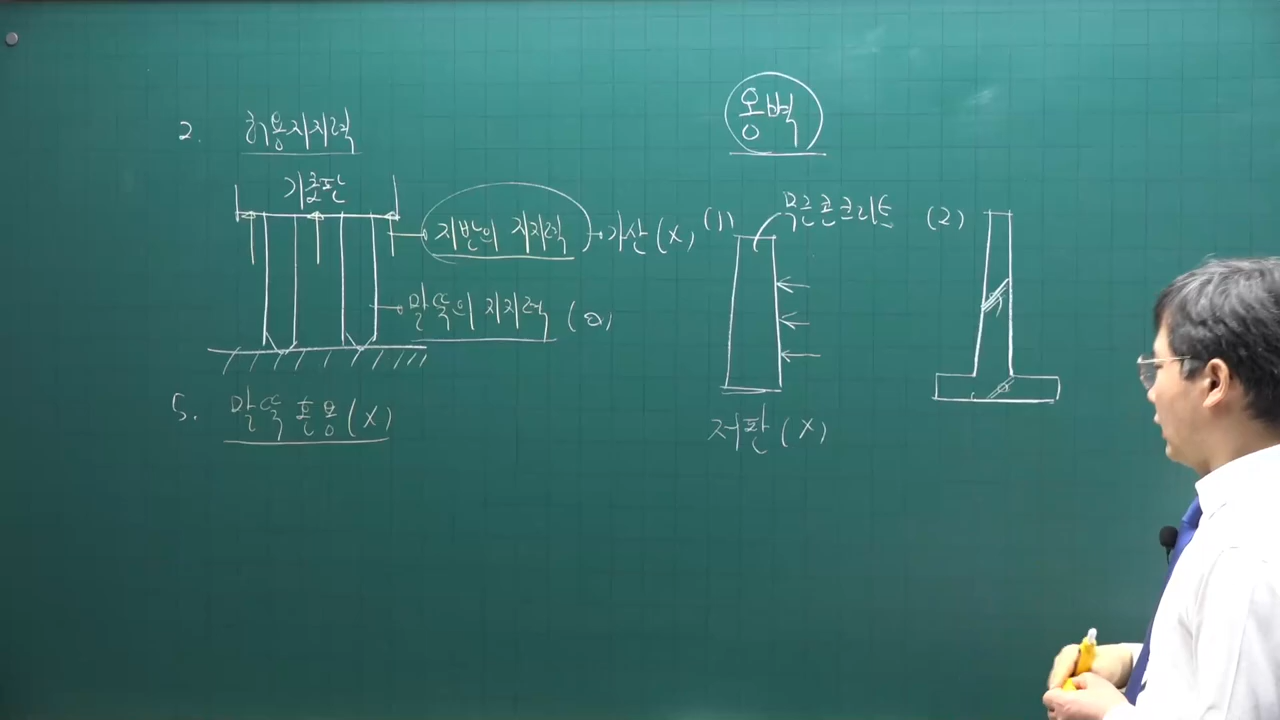 2. 허용지지력
기초판
지반의 지지력 가산(X)
말뚝의 지지력 (O)
5. 말뚝 혼용(X)
옹벽
(1) 무근콘크리트
저판(X)
(2)